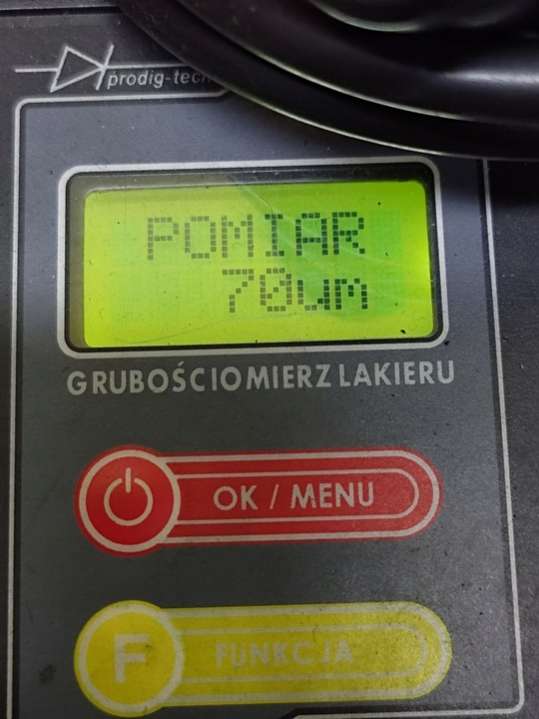 prodig-tech
POMIAR
70um
GRUBOŚCIOMIERZ LAKIERU
OK / MENU
F FUNKCJA